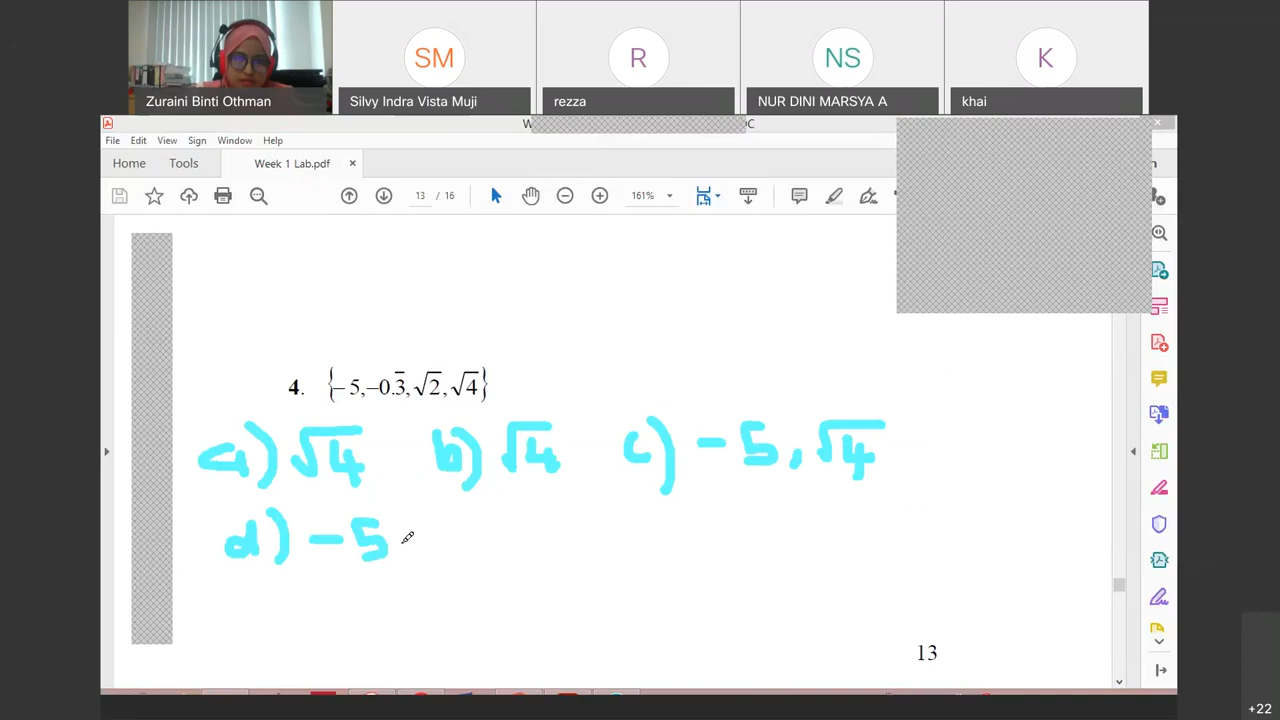 SM R NS K
Zuraini Binti Othman Silvy Indra Vista Muji rezza NUR DINI MARSYA A khai
File Edit View Sign Window Help
Home Tools Week 1 Lab.pdf ×
13 / 16 161%
4. {−5,−0.3̅,√2,√4}
a) √4 b) √4 c) −5, √4
d) −5
13
+22